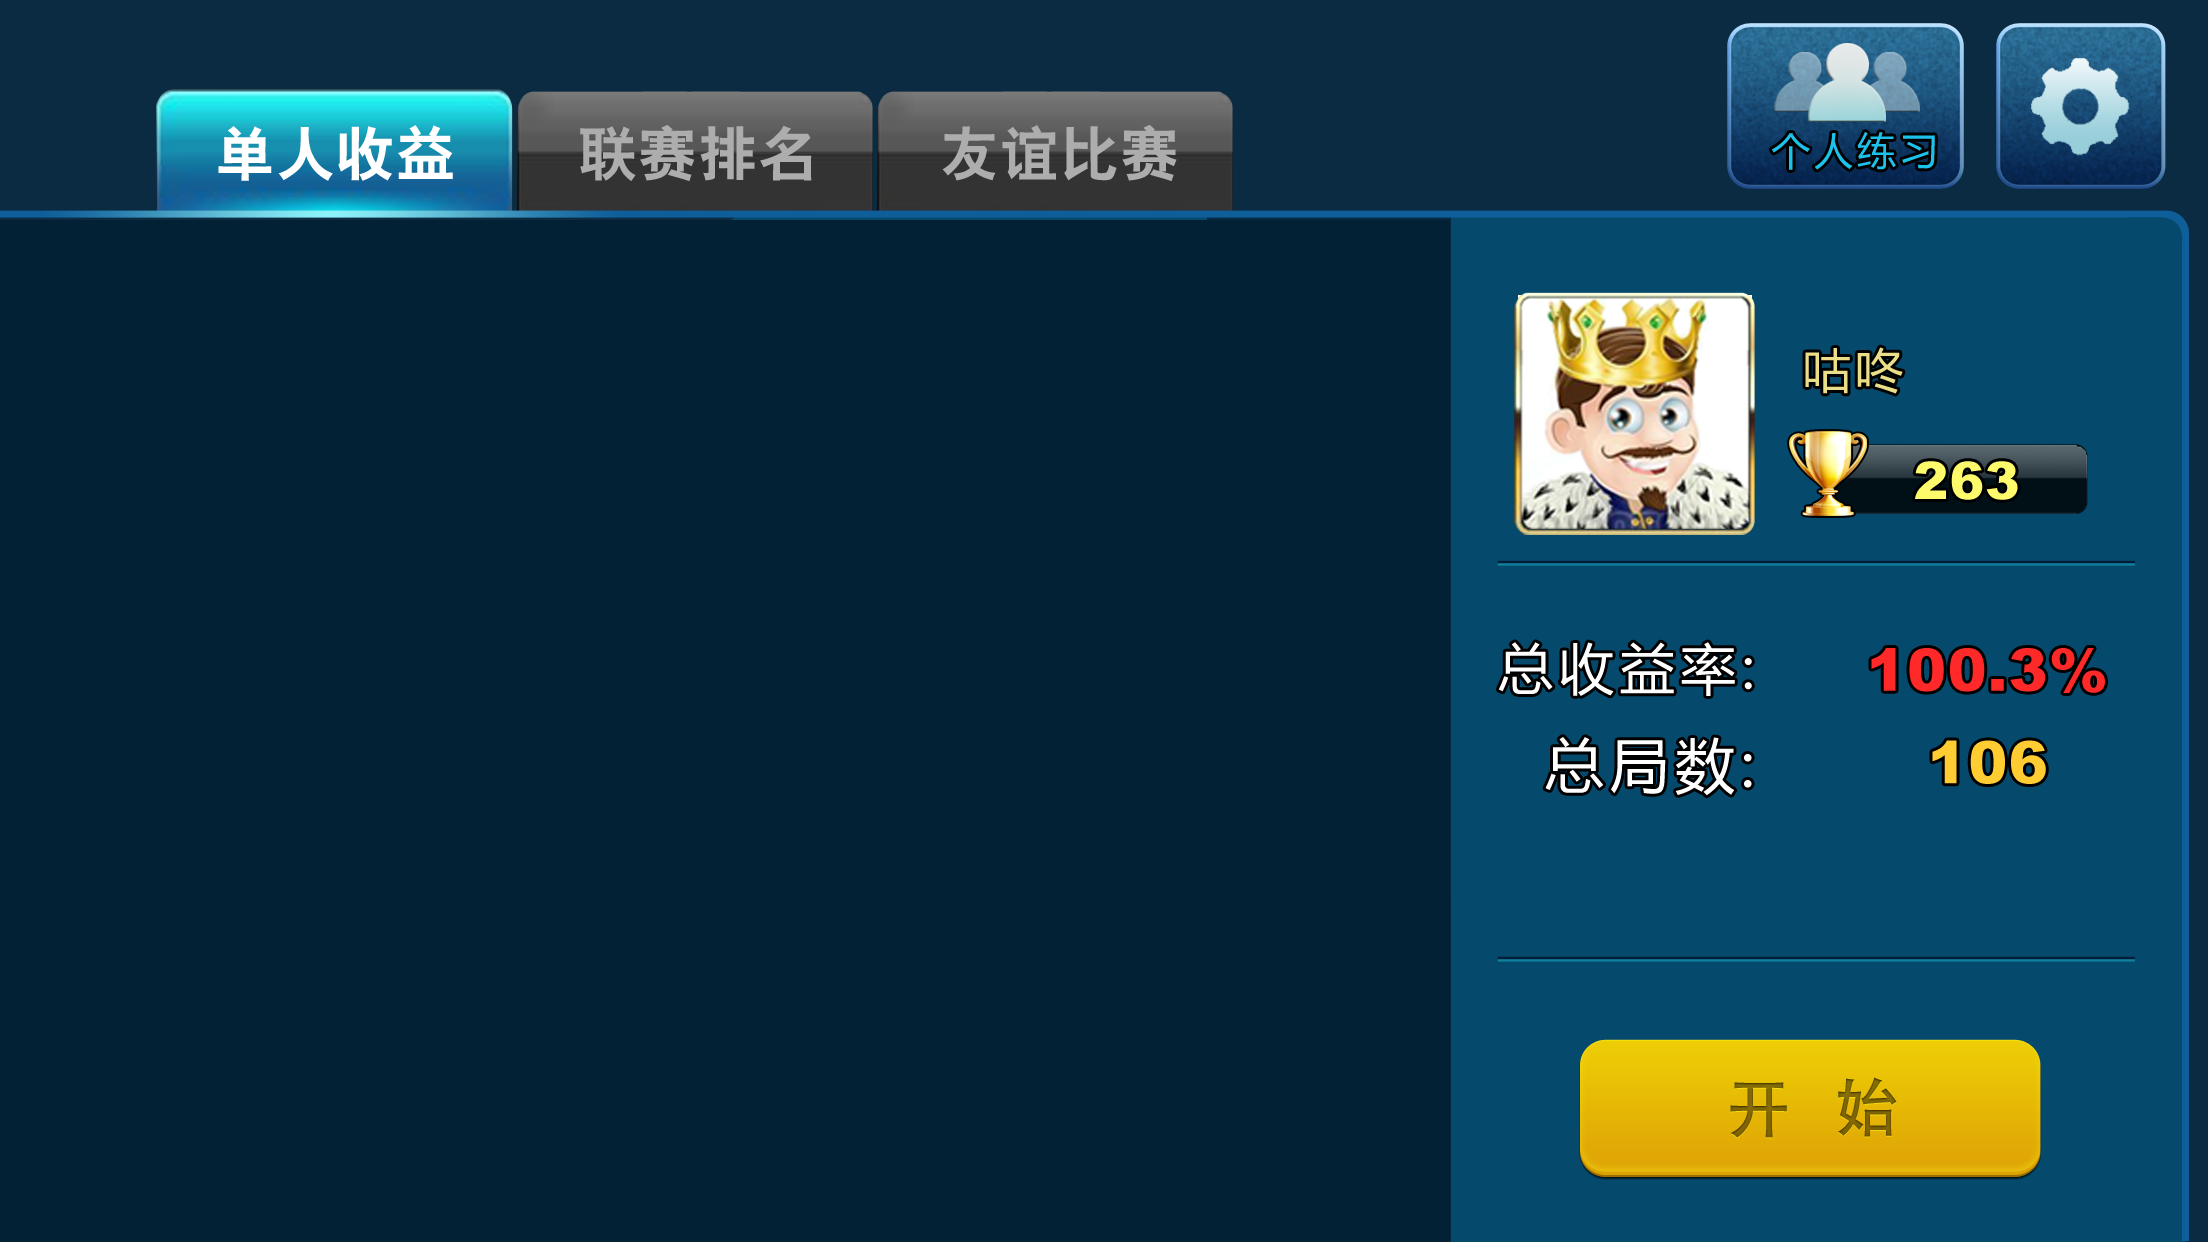 单人收益
联赛排名
友谊比赛
个人练习
咕咚
263
总收益率: 100.3%
总局数: 106
开 始